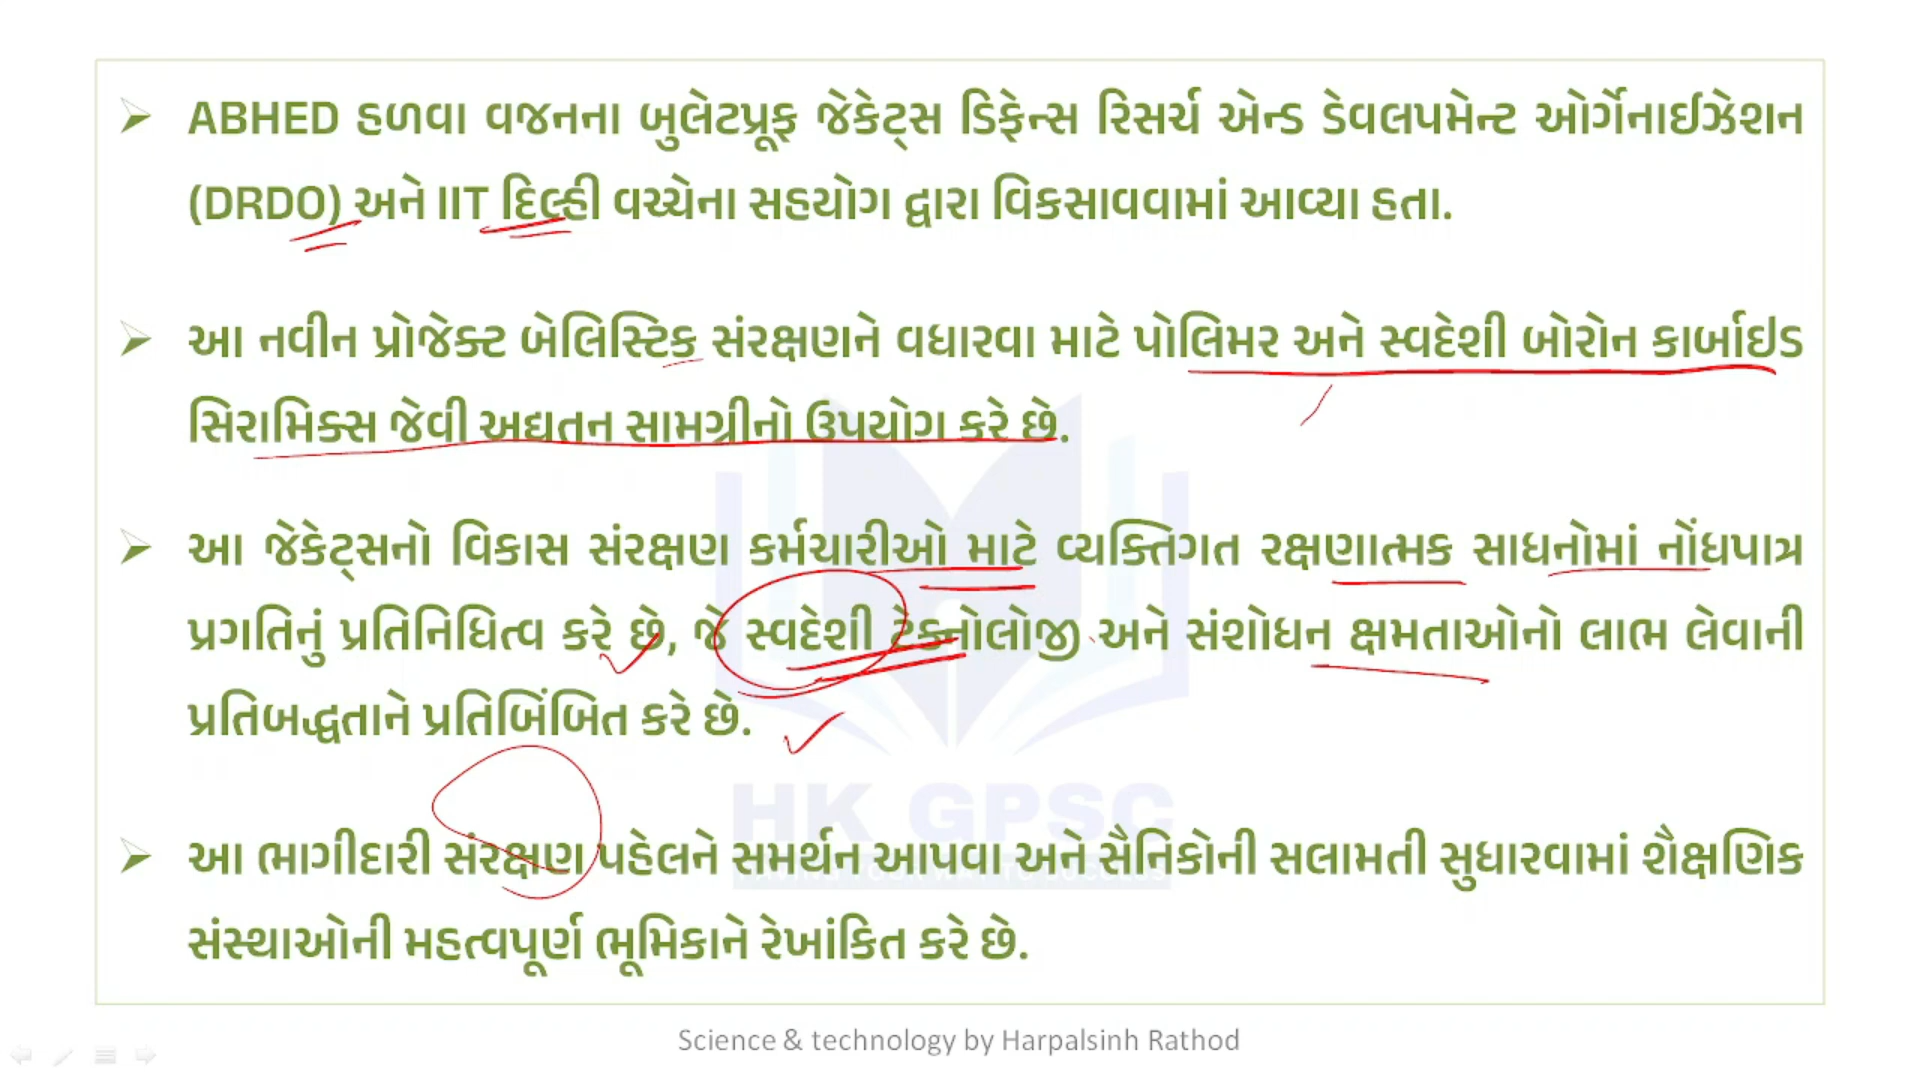 ➢ ABHED હળવા વજનના બુલેટપ્રૂફ જેકેટ્સ ડિફેન્સ રિસર્ચ એન્ડ ડેવલપમેન્ટ ઓર્ગેનાઈઝેશન
(DRDO) અને IIT દિલ્હી વચ્ચેના સહયોગ દ્વારા વિકસાવવામાં આવ્યા હતા.
➢ આ નવીન પ્રોજેક્ટ બેલિસ્ટિક સંરક્ષણને વધારવા માટે પોલિમર અને સ્વદેશી બોરોન કાર્બાઈડ
સિરામિક્સ જેવી અદ્યતન સામગ્રીનો ઉપયોગ કરે છે.
➢ આ જેકેટ્સનો વિકાસ સંરક્ષણ કર્મચારીઓ માટે વ્યક્તિગત રક્ષણાત્મક સાધનોમાં નોંધપાત્ર
પ્રગતિનું પ્રતિનિધિત્વ કરે છે, જે સ્વદેશી ટેકનોલોજી અને સંશોધન ક્ષમતાઓનો લાભ લેવાની
પ્રતિબદ્ધતાને પ્રતિબિંબિત કરે છે.
HK GPSC
➢ આ ભાગીદારી સંરક્ષણ પહેલને સમર્થન આપવા અને સૈનિકોની સલામતી સુધારવામાં શૈક્ષણિક
સંસ્થાઓની મહત્વપૂર્ણ ભૂમિકાને રેખાંકિત કરે છે.
Science & technology by Harpalsinh Rathod